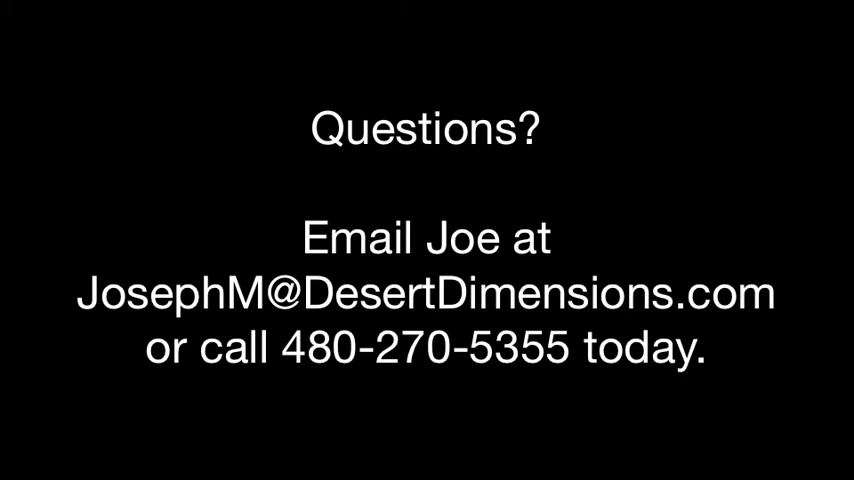 Questions?
Email Joe at
JosephM@DesertDimensions.com
or call 480-270-5355 today.